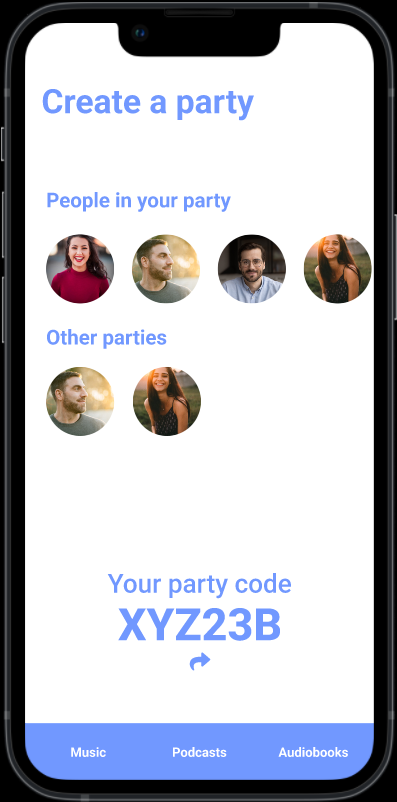 Create a party
People in your party
Other parties
Your party code
XYZ23B
Music Podcasts Audiobooks